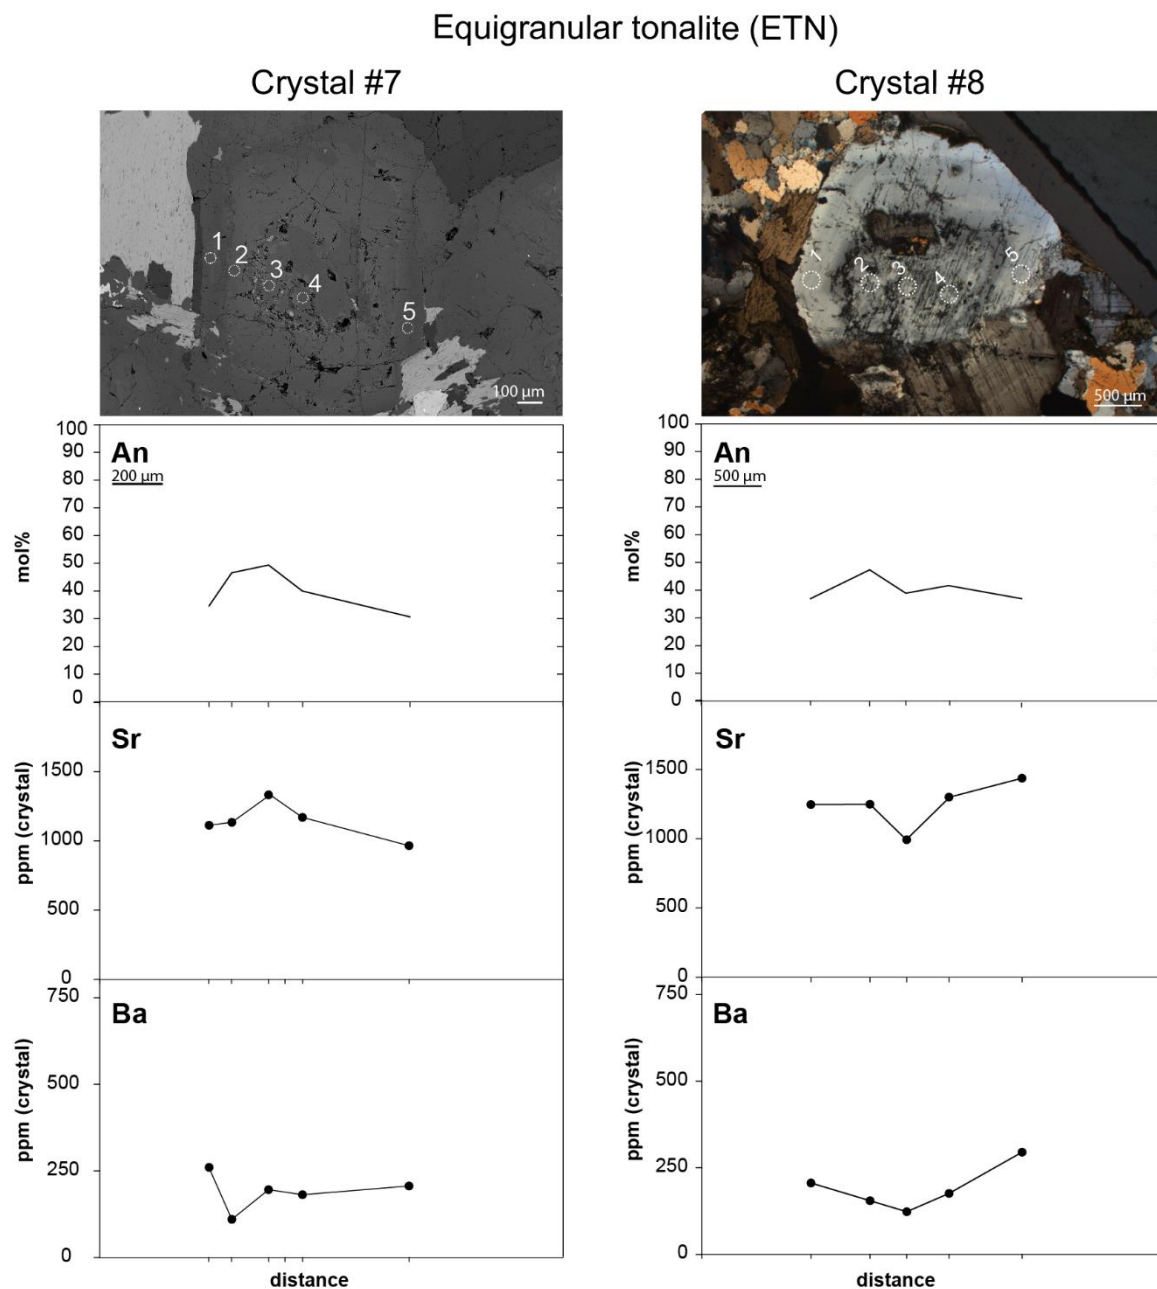 Equigranular tonalite (ETN)
Crystal #7
1
2
3
4
5
100 µm
An
200 µm
mol%
100
90
80
70
60
50
40
30
20
10
0
Sr
ppm (crystal)
1500
1000
500
0
Ba
ppm (crystal)
750
500
250
0
distance
Crystal #8
1
2
3
4
5
500 µm
An
500 µm
mol%
100
90
80
70
60
50
40
30
20
10
0
Sr
ppm (crystal)
1500
1000
500
0
Ba
ppm (crystal)
750
500
250
0
distance